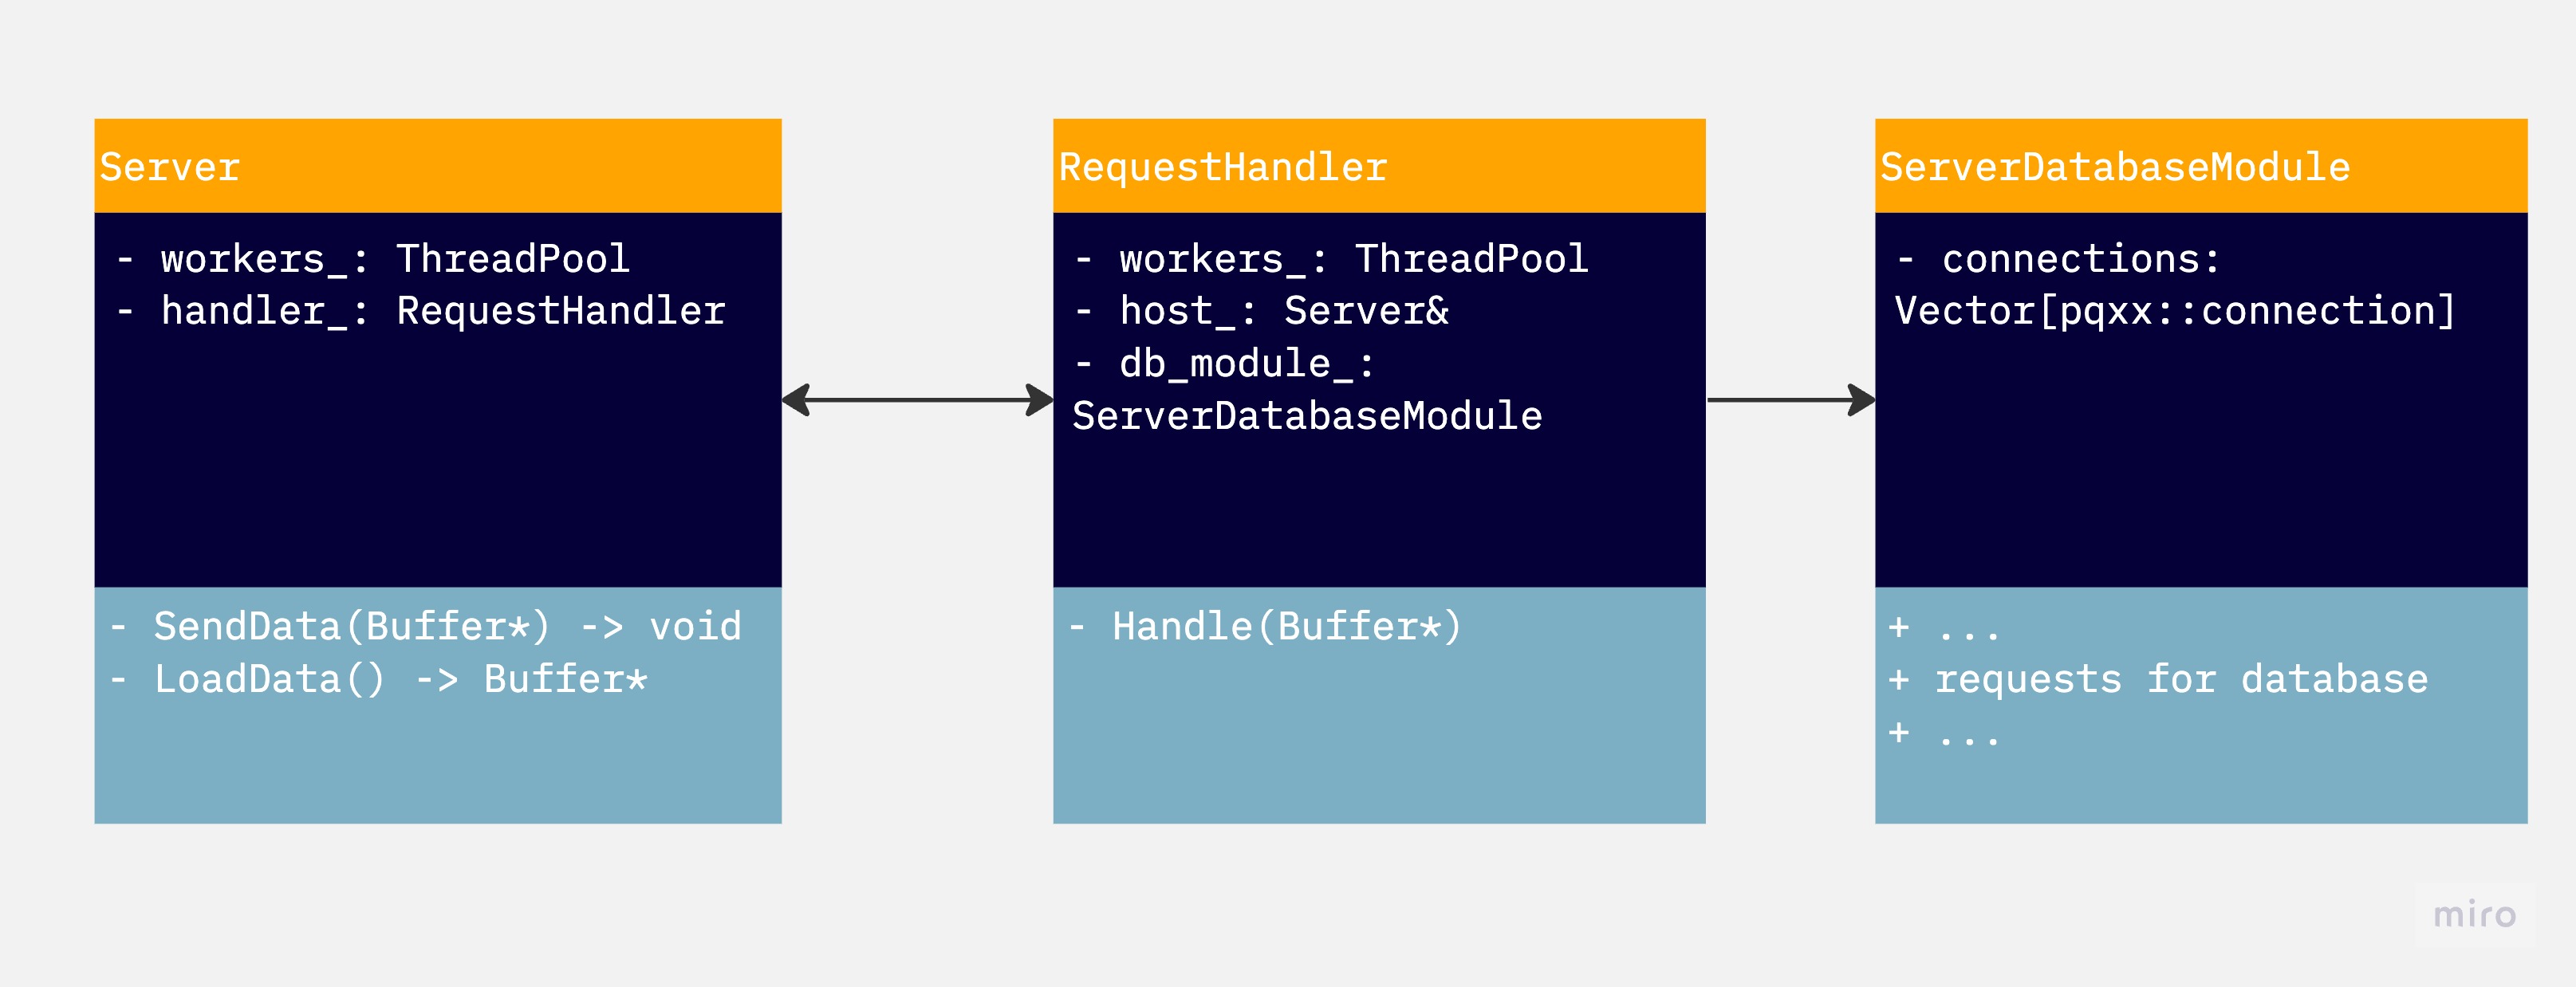 Server
- workers_: ThreadPool
- handler_: RequestHandler
- SendData(Buffer*) -> void
- LoadData() -> Buffer*
RequestHandler
- workers_: ThreadPool
- host_: Server&
- db_module_:
ServerDatabaseModule
- Handle(Buffer*)
ServerDatabaseModule
- connections:
Vector[pqxx::connection]
+ ...
+ requests for database
+ ...
miro